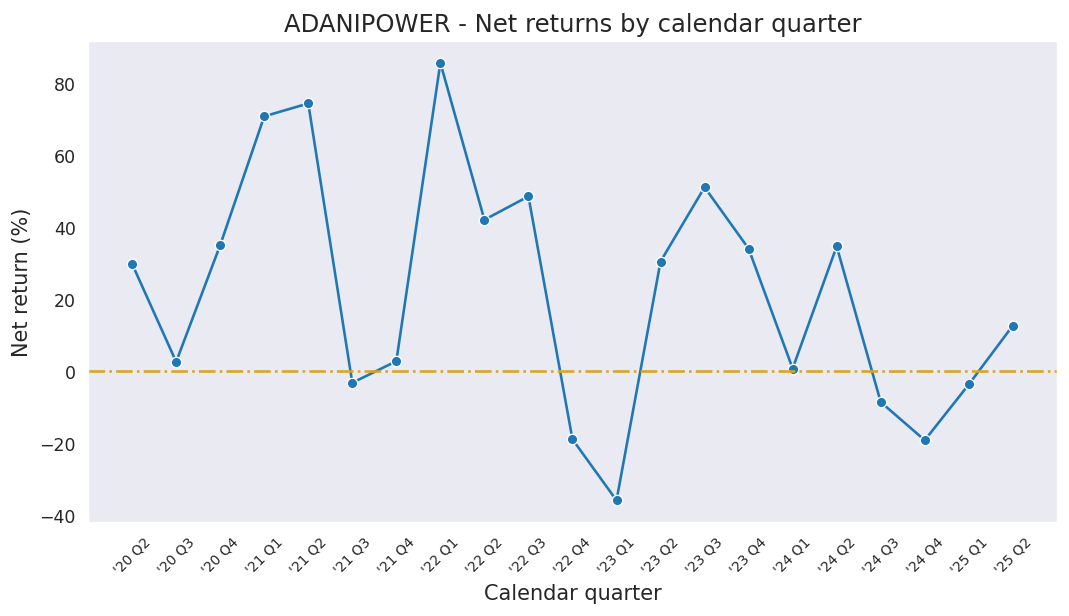 ADANIPOWER - Net returns by calendar quarter
Net return (%)
80
60
40
20
0
−20
−40
'20 Q2
'20 Q3
'20 Q4
'21 Q1
'21 Q2
'21 Q3
'21 Q4
'22 Q1
'22 Q2
'22 Q3
'22 Q4
'23 Q1
'23 Q2
'23 Q3
'23 Q4
'24 Q1
'24 Q2
'24 Q3
'24 Q4
'25 Q1
'25 Q2
Calendar quarter